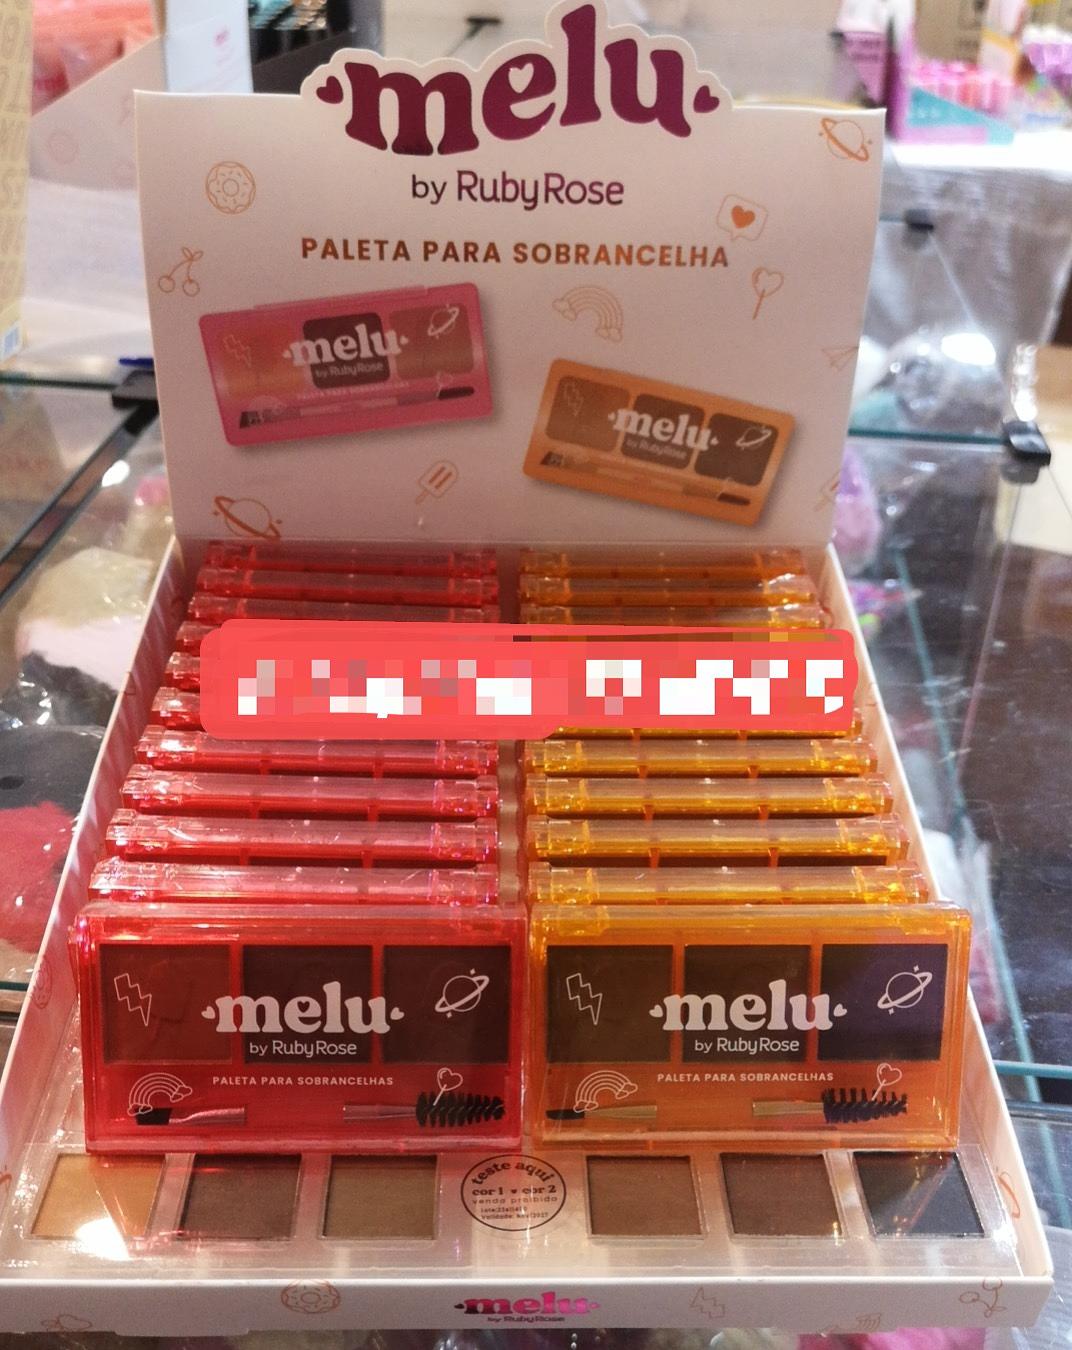 melu
by RubyRose
PALETA PARA SOBRANCELHA
melu
by RubyRose
melu
by RubyRose
melu
by RubyRose
PALETA PARA SOBRANCELHAS
melu
by RubyRose
PALETA PARA SOBRANCELHAS
teste aqui
cor 1 ♥ cor 2
venda proibida
melu
by RubyRose